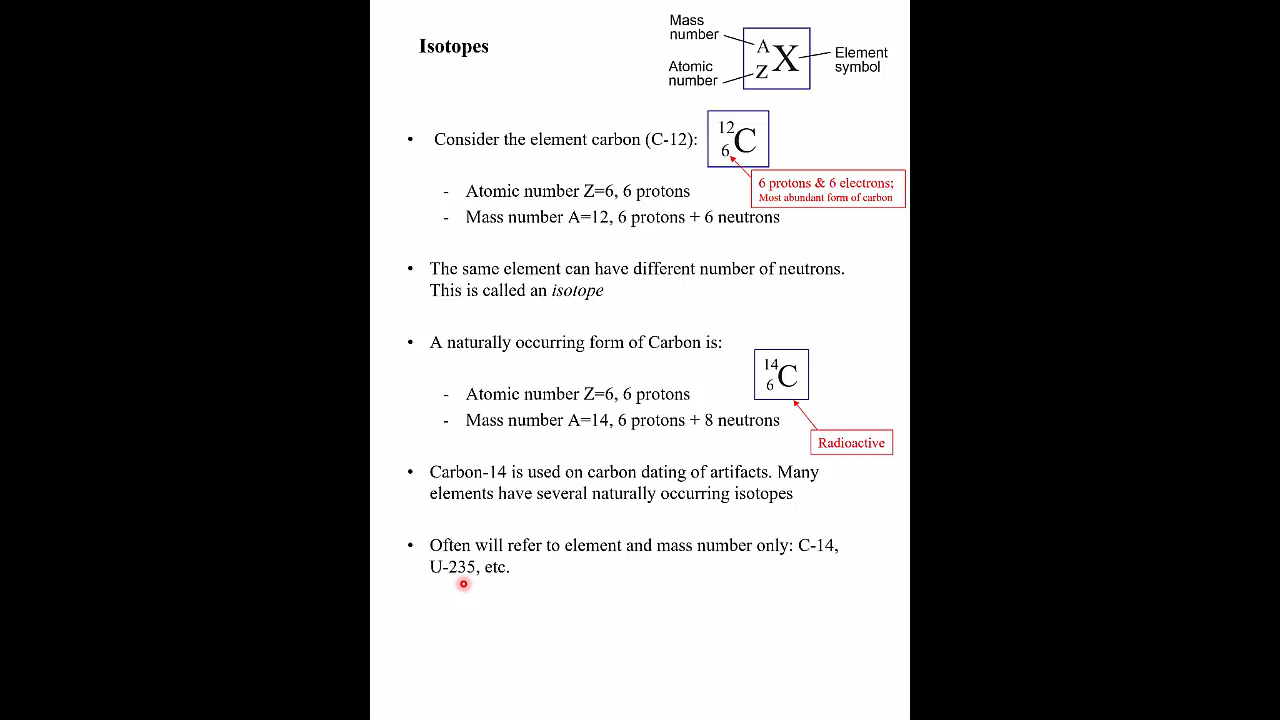 Isotopes
Mass
number
Atomic
number
A
Z
X
Element
symbol
• Consider the element carbon (C-12):
12
6
C
6 protons & 6 electrons;
Most abundant form of carbon
- Atomic number Z=6, 6 protons
- Mass number A=12, 6 protons + 6 neutrons
• The same element can have different number of neutrons.
This is called an isotope
• A naturally occurring form of Carbon is:
14
6
C
- Atomic number Z=6, 6 protons
- Mass number A=14, 6 protons + 8 neutrons
Radioactive
• Carbon-14 is used on carbon dating of artifacts. Many
elements have several naturally occurring isotopes
• Often will refer to element and mass number only: C-14,
U-235, etc.